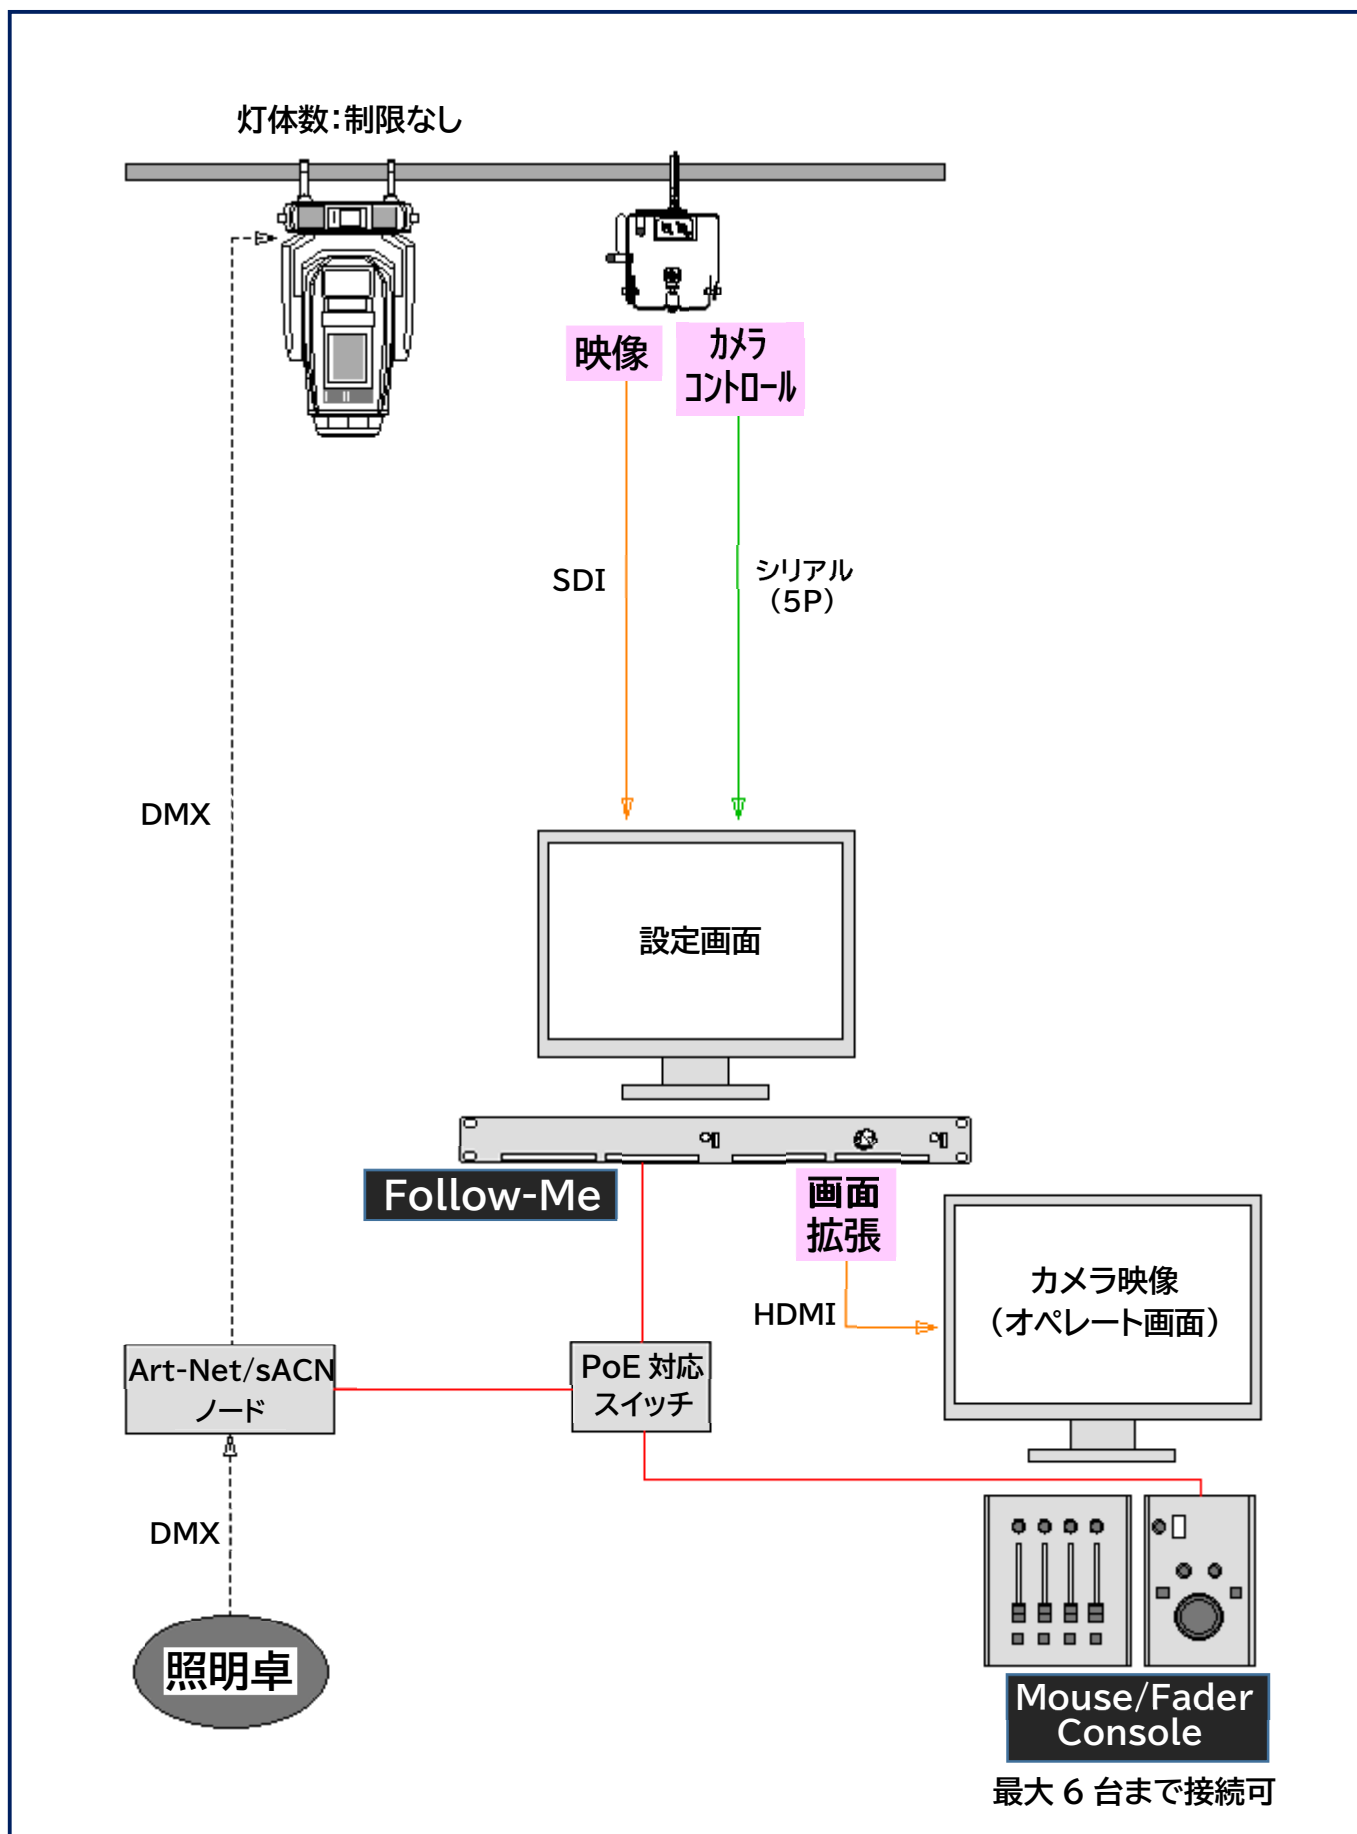 灯体数：制限なし
映像
カメラ
コントロール
SDI
シリアル
（5P）
DMX
設定画面
Follow-Me
画面
拡張
HDMI
カメラ映像
（オペレート画面）
Art-Net/sACN
ノード
PoE 対応
スイッチ
DMX
照明卓
Mouse/Fader
Console
最大 6 台まで接続可